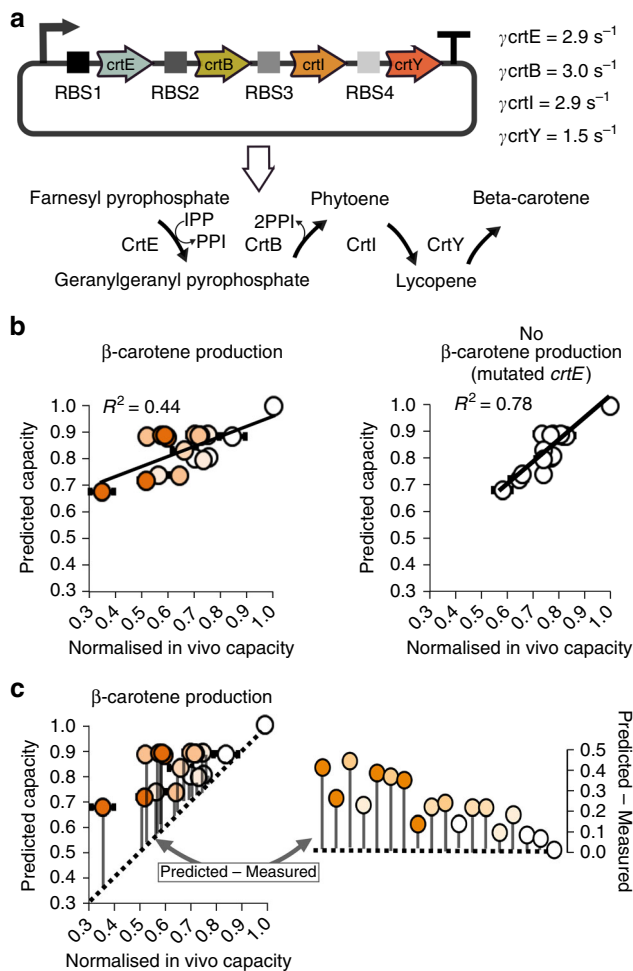 a
crtE
crtB
crtI
crtY
RBS1
RBS2
RBS3
RBS4
γcrtE = 2.9 s⁻¹
γcrtB = 3.0 s⁻¹
γcrtI = 2.9 s⁻¹
γcrtY = 1.5 s⁻¹
Farnesyl pyrophosphate
Phytoene
Beta-carotene
IPP
PPI
2PPI
CrtE
CrtB
CrtI
CrtY
Geranylgeranyl pyrophosphate
Lycopene
b
β-carotene production
R² = 0.44
Predicted capacity
1.0
0.9
0.8
0.7
0.6
0.5
0.4
0.3
0.3
0.4
0.5
0.6
0.7
0.8
0.9
1.0
Normalised in vivo capacity
No
β-carotene production
(mutated crtE)
R² = 0.78
Predicted capacity
1.0
0.9
0.8
0.7
0.6
0.5
0.4
0.3
0.3
0.4
0.5
0.6
0.7
0.8
0.9
1.0
Normalised in vivo capacity
c
β-carotene production
Predicted capacity
1.0
0.9
0.8
0.7
0.6
0.5
0.4
0.3
0.3
0.4
0.5
0.6
0.7
0.8
0.9
1.0
Normalised in vivo capacity
Predicted – Measured
0.5
0.4
0.3
0.2
0.1
0.0
Predicted – Measured